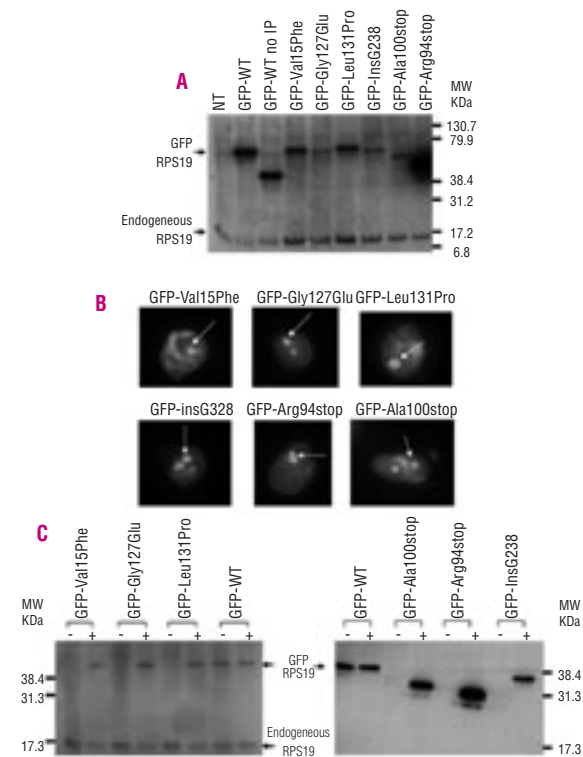 A
NT
GFP-WT
GFP-WT no IP
GFP-Val15Phe
GFP-Gly127Glu
GFP-Leu131Pro
GFP-InsG238
GFP-Ala100stop
GFP-Arg94stop
MW
KDa
GFP
RPS19
Endogeneous
RPS19
130.7
79.9
38.4
31.2
17.2
6.8
B
GFP-Val15Phe GFP-Gly127Glu GFP-Leu131Pro
GFP-insG328 GFP-Arg94stop GFP-Ala100stop
C
GFP-Val15Phe
GFP-Gly127Glu
GFP-Leu131Pro
GFP-WT
GFP-WT
GFP-Ala100stop
GFP-Arg94stop
GFP-InsG238
MW
KDa
- + - + - + - +
- + - + - + - +
MW
KDa
38.4
31.3
17.3
GFP
RPS19
Endogeneous
RPS19
38.4
31.3
17.3